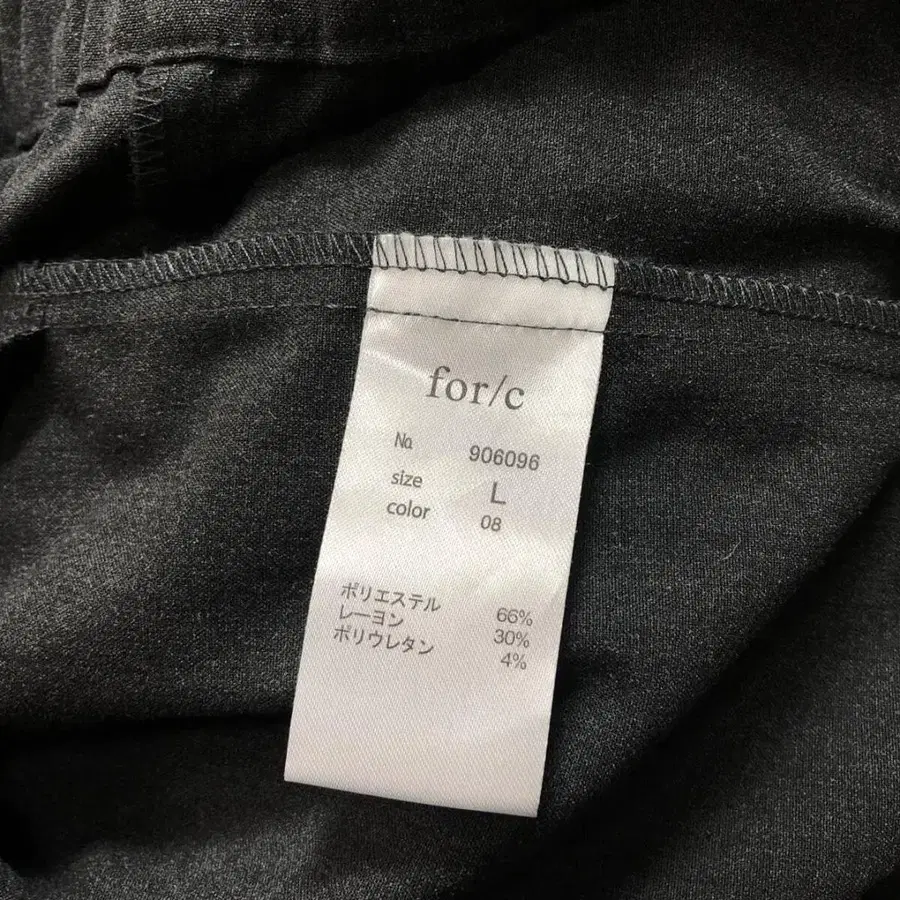 for/c
№ 906096
size L
color 08
ポリエステル 66%
レーヨン 30%
ポリウレタン 4%